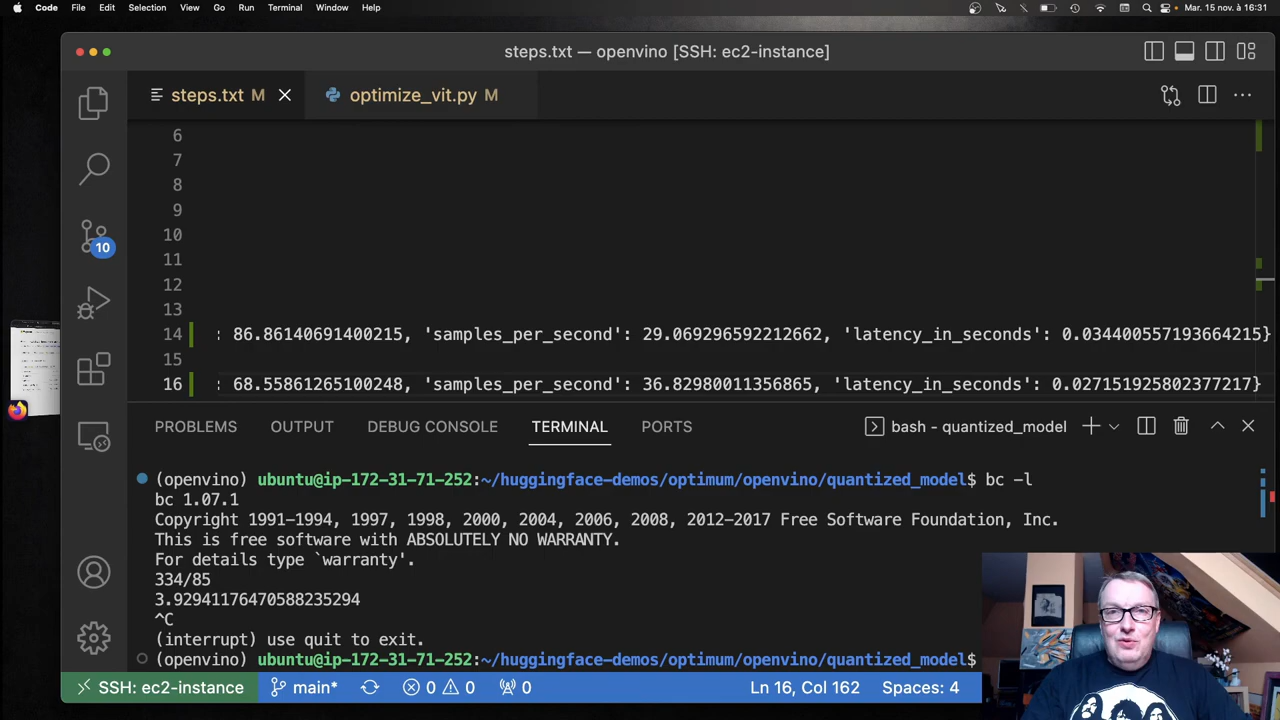 Code File Edit Selection View Go Run Terminal Window Help Mar. 15 nov. à 16:31
steps.txt — openvino [SSH: ec2-instance]
steps.txt M optimize_vit.py M
6
7
8
9
10
11
12
13
14 : 86.86140691400215, 'samples_per_second': 29.069296592212662, 'latency_in_seconds': 0.0344005571936642​15}
15
16 : 68.55861265100248, 'samples_per_second': 36.82980011356865, 'latency_in_seconds': 0.027151925802377217}
10
PROBLEMS OUTPUT DEBUG CONSOLE TERMINAL PORTS bash - quantized_model
(openvino) ubuntu@ip-172-31-71-252:~/huggingface-demos/optimum/openvino/quantized_model$ bc -l
bc 1.07.1
Copyright 1991-1994, 1997, 1998, 2000, 2004, 2006, 2008, 2012-2017 Free Software Foundation, Inc.
This is free software with ABSOLUTELY NO WARRANTY.
For details type `warranty'.
334/85
3.92941176470588235294
^C
(interrupt) use quit to exit.
(openvino) ubuntu@ip-172-31-71-252:~/huggingface-demos/optimum/openvino/quantized_model$
SSH: ec2-instance main* 0 0 0 Ln 16, Col 162 Spaces: 4